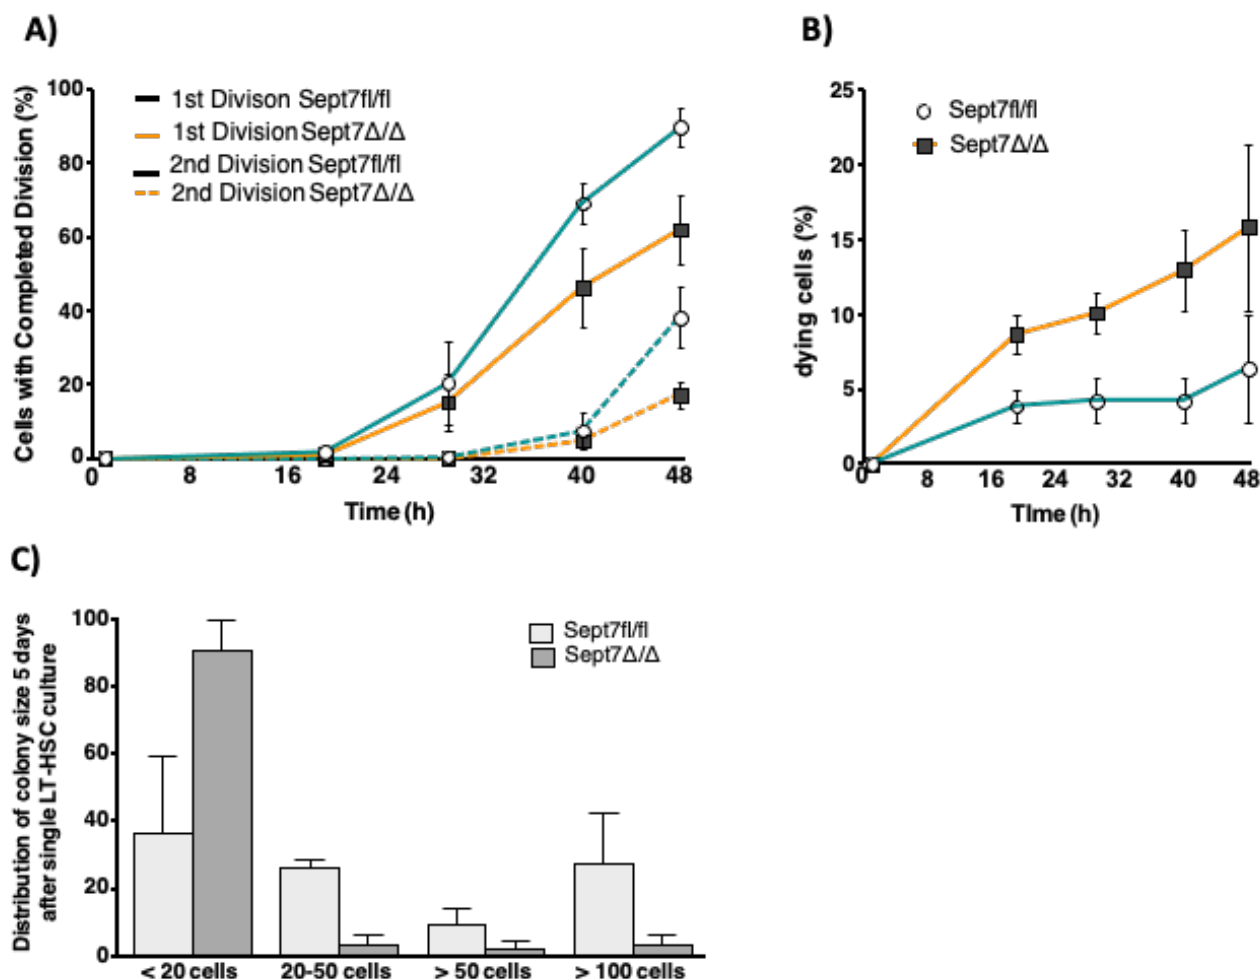 A)
Cells with Completed Division (%)
100
80
60
40
20
0
1st Divison Sept7fl/fl
1st Division Sept7Δ/Δ
2nd Division Sept7fl/fl
2nd Division Sept7Δ/Δ
0 8 16 24 32 40 48
Time (h)
B)
dying cells (%)
25
20
15
10
5
0
Sept7fl/fl
Sept7Δ/Δ
0 8 16 24 32 40 48
TIme (h)
C)
Distribution of colony size 5 days
after single LT-HSC culture
100
80
60
40
20
0
Sept7fl/fl
Sept7Δ/Δ
< 20 cells 20-50 cells > 50 cells > 100 cells